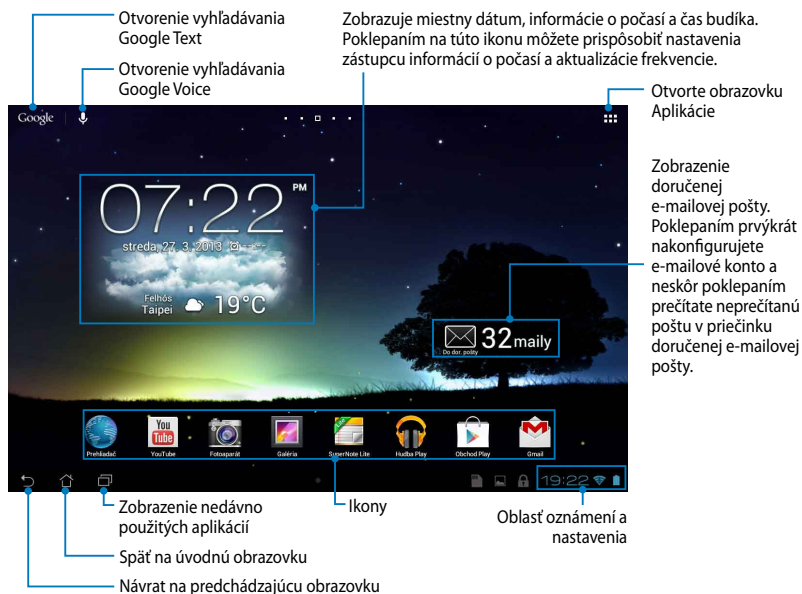 Otvorenie vyhľadávania
Google Text
Otvorenie vyhľadávania
Google Voice
Zobrazuje miestny dátum, informácie o počasí a čas budíka.
Poklepaním na túto ikonu môžete prispôsobiť nastavenia
zástupcu informácií o počasí a aktualizácie frekvencie.
Otvorte obrazovku
Aplikácie
Google
07:22 PM
streda, 27. 3. 2013 --:--
Felhős
Taipei
19°C
Zobrazenie
doručenej
e-mailovej pošty.
Poklepaním prvýkrát
nakonfigurujete
e-mailové konto a
neskôr poklepaním
prečítate neprečítanú
poštu v priečinku
doručenej e-mailovej
pošty.
32 maily
Do dor. pošty
You
Tube
Lite
Prehliadač YouTube Fotoaparát Galéria SuperNote Lite Hudba Play Obchod Play Gmail
19:22
Zobrazenie nedávno
použitých aplikácií
Ikony
Oblasť oznámení a
nastavenia
Späť na úvodnú obrazovku
Návrat na predchádzajúcu obrazovku